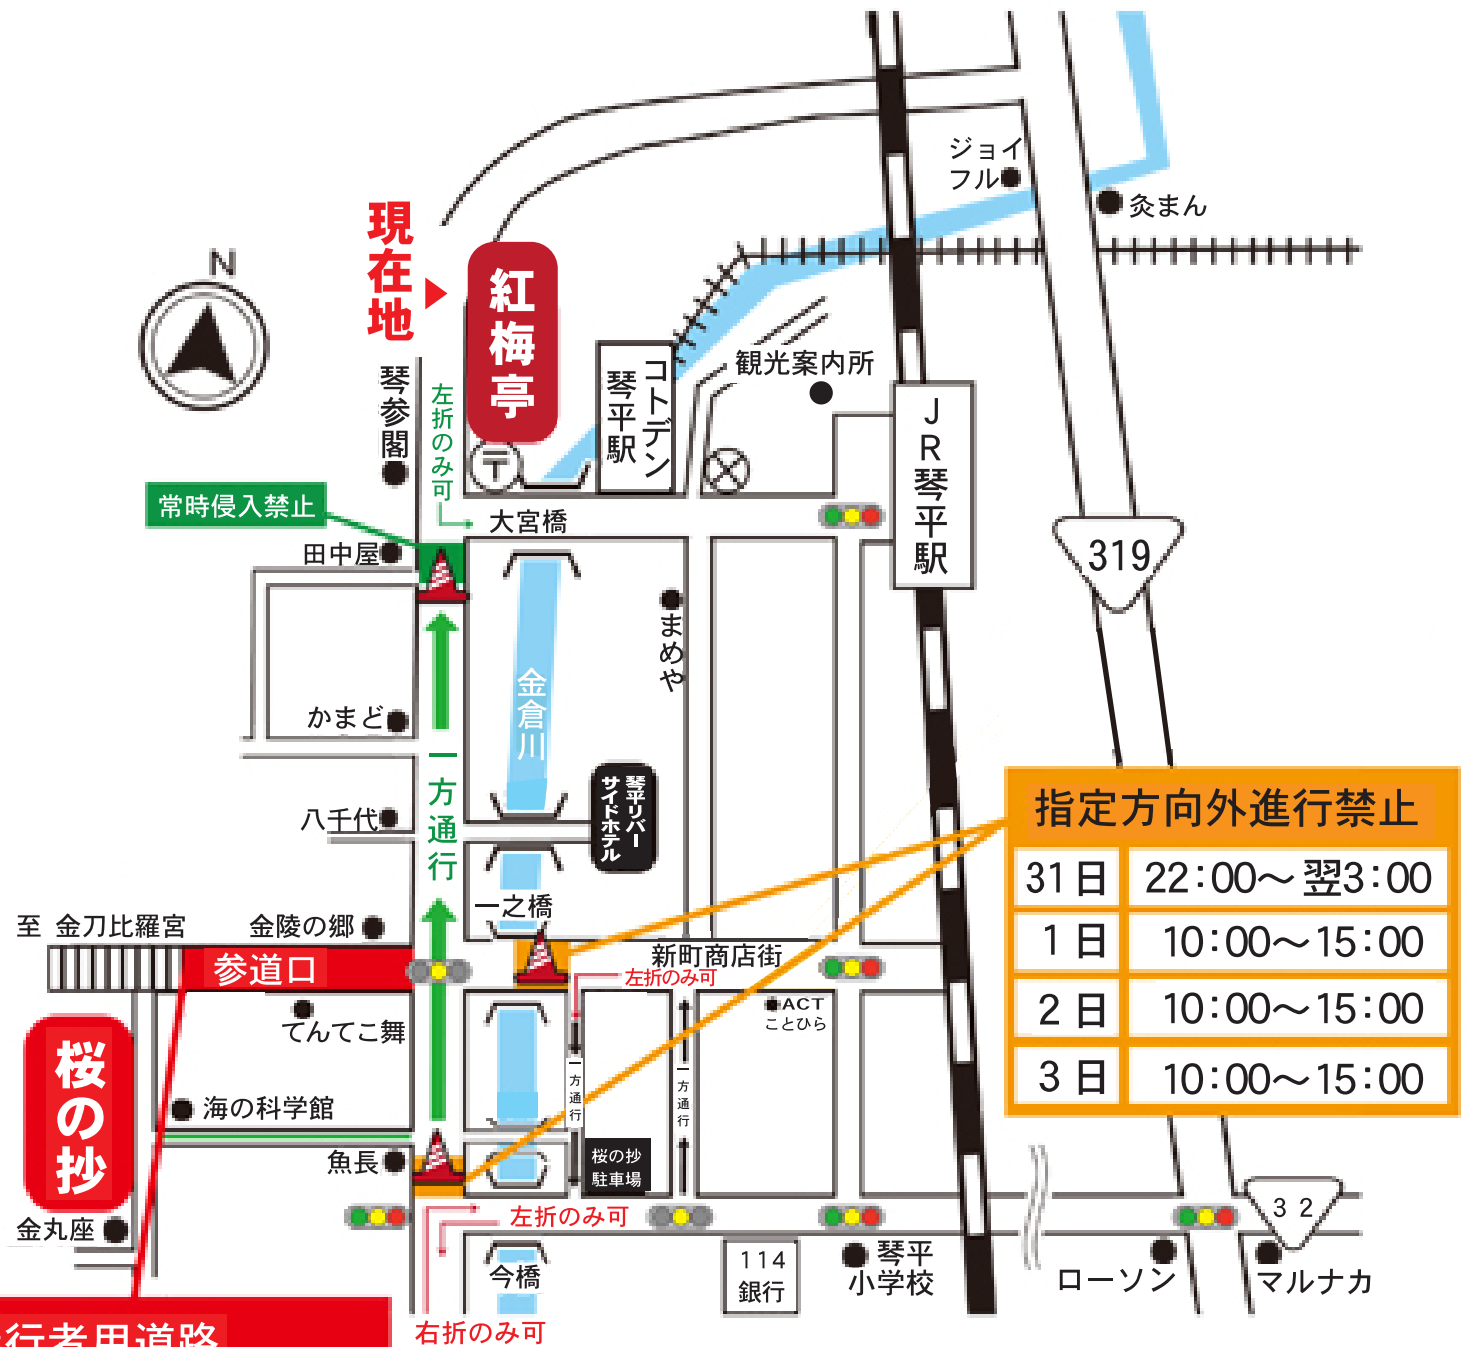 N
現在地
紅梅亭
ジョイ
フル
灸まん
琴参閣
左折のみ可
〒
コトデン
琴平駅
観光案内所
JR琴平駅
常時侵入禁止
大宮橋
田中屋
319
まめや
金倉川
かまど
一方通行
琴平リバー
サイドホテル
八千代
指定方向外進行禁止
31日 22:00～翌3:00
1日 10:00～15:00
2日 10:00～15:00
3日 10:00～15:00
一之橋
至 金刀比羅宮
金陵の郷
参道口
新町商店街
左折のみ可
てんてこ舞
ACT
ことひら
桜の抄
海の科学館
一方通行
一方通行
魚長
桜の抄
駐車場
金丸座
左折のみ可
32
今橋
114
銀行
琴平
小学校
ローソン
マルナカ
右折のみ可
行者用道路